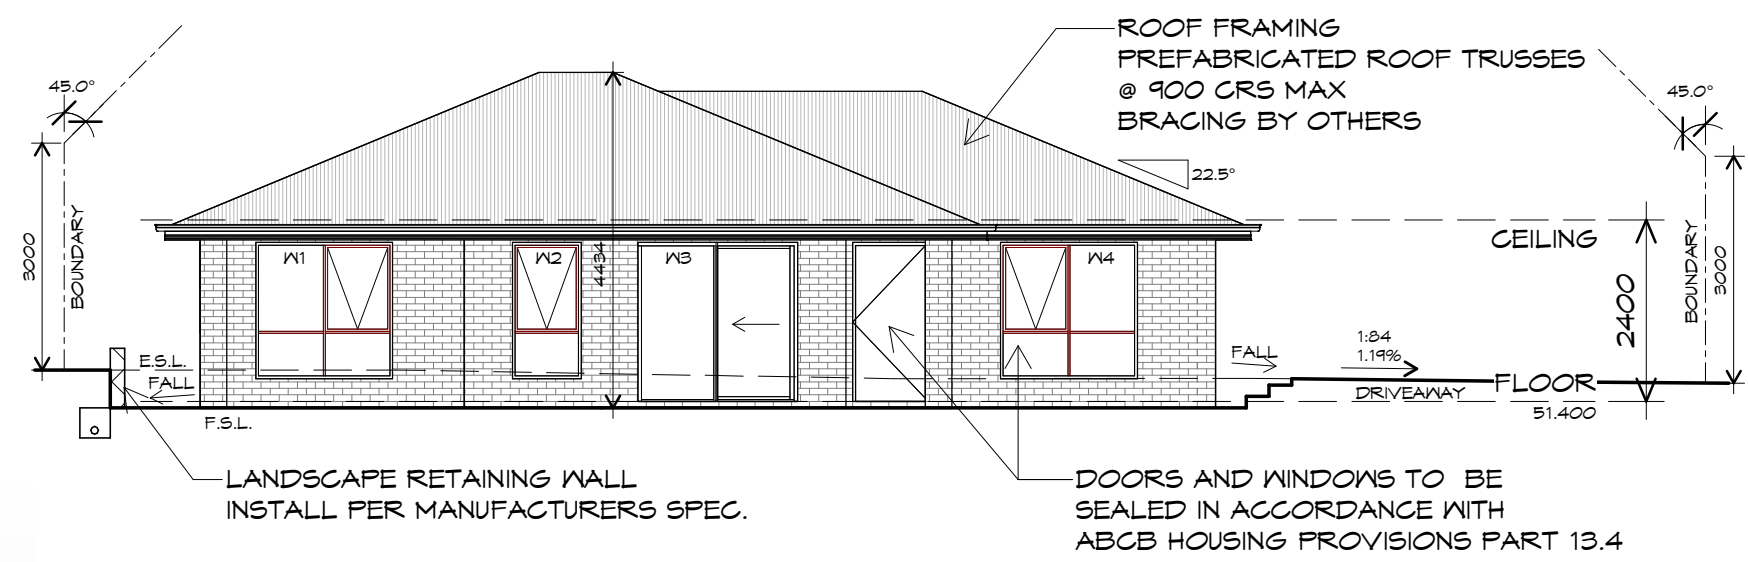 ROOF FRAMING
PREFABRICATED ROOF TRUSSES
@ 900 CRS MAX
BRACING BY OTHERS
45.0°
45.0°
22.5°
3000
BOUNDARY
CEILING
BOUNDARY
3000
W1
W2
4434
W3
W4
2400
E.S.L.
FALL
F.S.L.
FALL
1:84
1.19%
FLOOR
DRIVEAWAY
51.400
LANDSCAPE RETAINING WALL
INSTALL PER MANUFACTURERS SPEC.
DOORS AND WINDOWS TO BE
SEALED IN ACCORDANCE WITH
ABCB HOUSING PROVISIONS PART 13.4